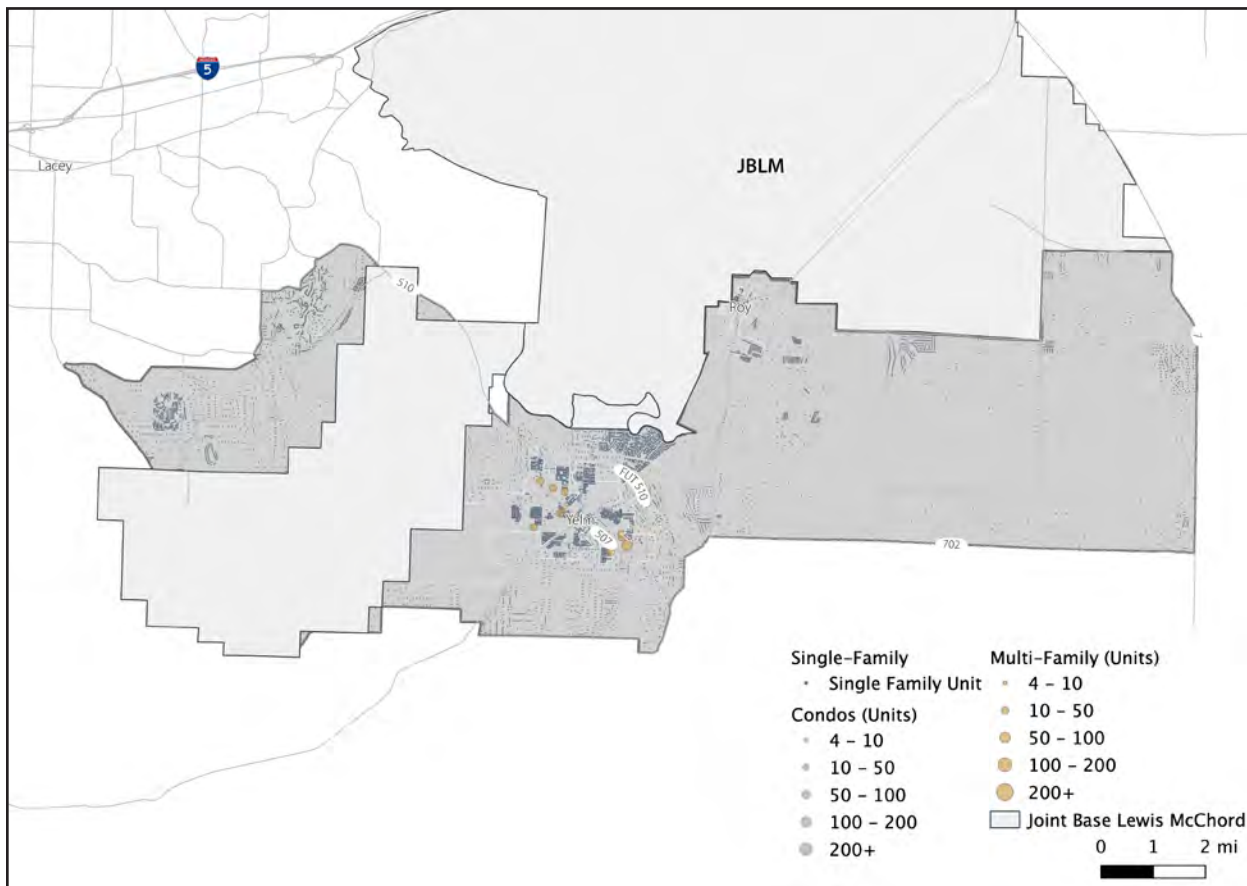 5
Lacey
JBLM
510
Roy
7
FUT 510
Yelm
507
702
Single-Family
Single Family Unit
Condos (Units)
4 - 10
10 - 50
50 - 100
100 - 200
200+
Multi-Family (Units)
4 - 10
10 - 50
50 - 100
100 - 200
200+
Joint Base Lewis McChord
0 1 2 mi